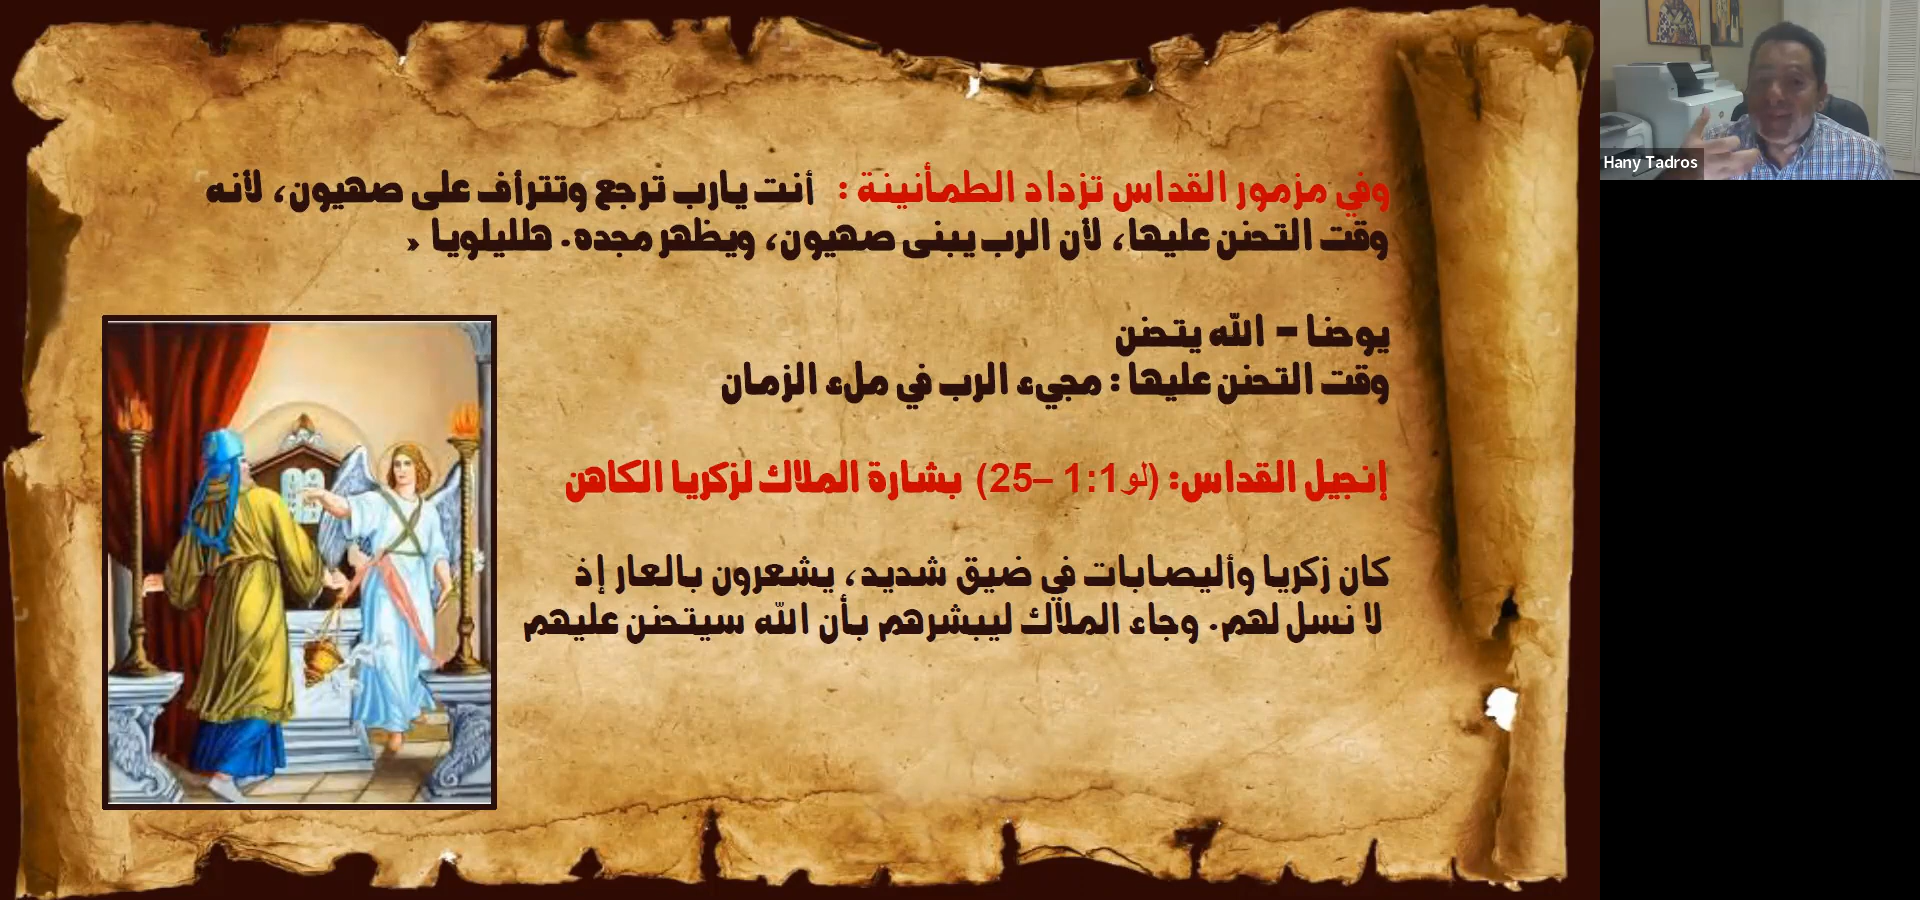 وفي مزمور القداس تزداد الطمأنينة : أنت يارب ترجع وتترأف على صهيون، لأنه
وقت التحنن عليها، لأن الرب يبنى صهيون، ويظهر مجده. هلليلويا »
يوحنا – الله يتحنن
وقت التحنن عليها : مجيء الرب في ملء الزمان
إنجيل القداس: (لو1:1 –25) بشارة الملاك لزكريا الكاهن
كان زكريا وأليصابات في ضيق شديد، يشعرون بالعار إذ
لا نسل لهم. وجاء الملاك ليبشرهم بأن الله سيتحنن عليهم
Hany Tadros